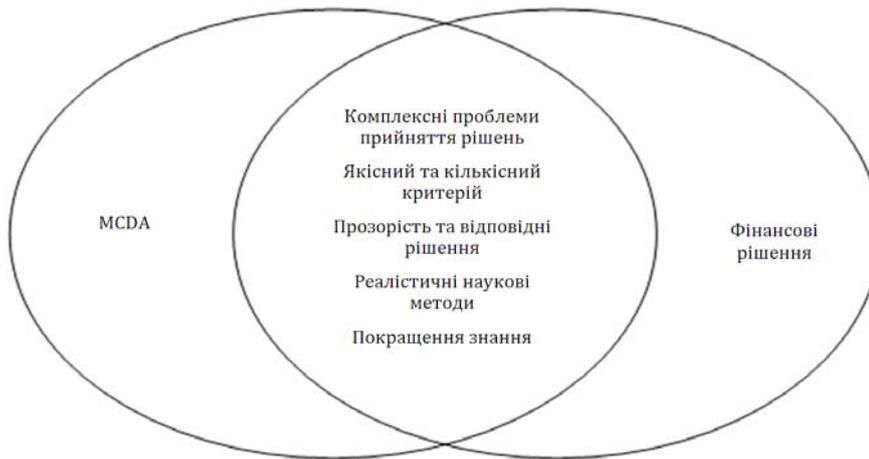 MCDA
Комплексні проблеми
прийняття рішень
Якісний та кількісний
критерій
Прозорість та відповідні
рішення
Реалістичні наукові
методи
Покращення знання
Фінансові
рішення